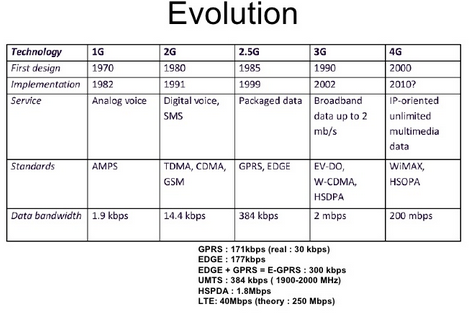 Evolution
Technology 1G 2G 2.5G 3G 4G
First design 1970 1980 1985 1990 2000
Implementation 1982 1991 1999 2002 2010?
Service Analog voice Digital voice, Packaged data Broadband IP-oriented
SMS data up to 2 unlimited
mb/s multimedia
data
Standards AMPS TDMA, CDMA, GPRS, EDGE EV-DO, WiMAX,
GSM W-CDMA, HSOPA
HSDPA
Data bandwidth 1.9 kbps 14.4 kbps 384 kbps 2 mbps 200 mbps
GPRS : 171kbps (real : 30 kbps)
EDGE : 177kbps
EDGE + GPRS = E-GPRS : 300 kbps
UMTS : 384 kbps ( 1900-2000 MHz)
HSPDA : 1.8Mbps
LTE: 40Mbps (theory : 250 Mbps)